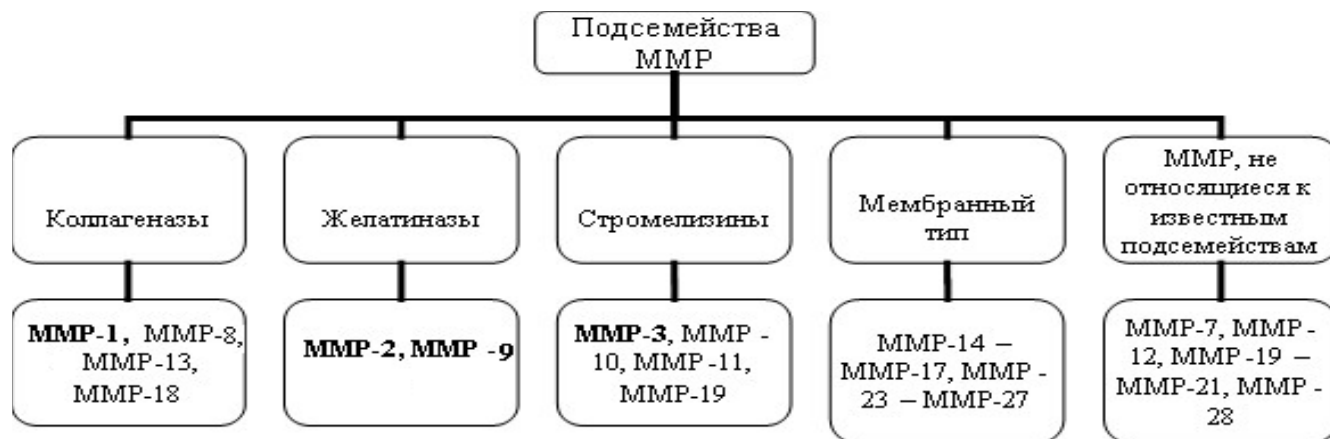 Подсемейства
ММР
Коллагеназы
Желатиназы
Стромелизины
Мембранный
тип
ММР, не
относящиеся к
известным
подсемействам
ММР-1, ММР-8,
ММР-13,
ММР-18
ММР-2, ММР -9
ММР-3, ММР -
10, ММР-11,
ММР-19
ММР-14 –
ММР-17, ММР -
23 – ММР-27
ММР-7, ММР -
12, ММР-19 –
ММР-21, ММР -
28